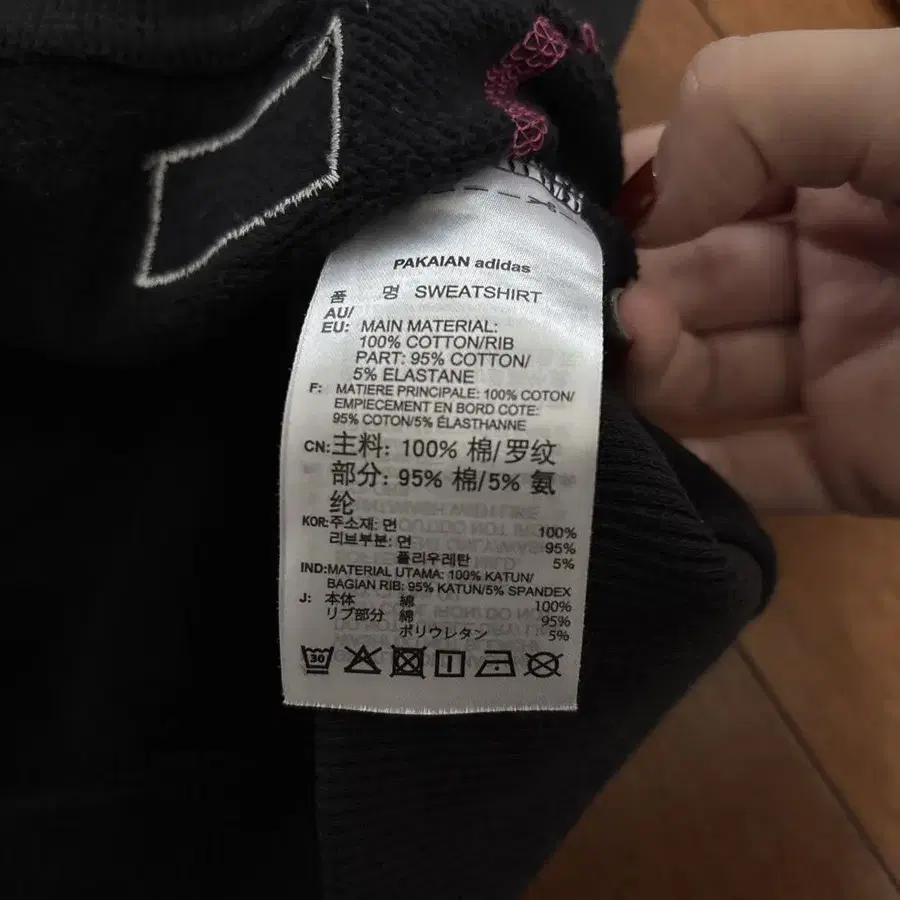 PAKAIAN adidas
품 명 SWEATSHIRT
AU/
EU: MAIN MATERIAL:
100% COTTON/RIB
PART: 95% COTTON/
5% ELASTANE
F: MATIERE PRINCIPALE: 100% COTON/
EMPIECEMENT EN BORD COTE:
95% COTON/5% ÉLASTHANNE
CN: 主料: 100% 棉/罗纹
部分: 95% 棉/5% 氨
纶
KOR: 주소재: 면 100%
리브부분: 면 95%
폴리우레탄 5%
IND: MATERIAL UTAMA: 100% KATUN/
BAGIAN RIB: 95% KATUN/5% SPANDEX
J: 本体 綿 100%
リブ部分 綿 95%
ポリウレタン 5%
30